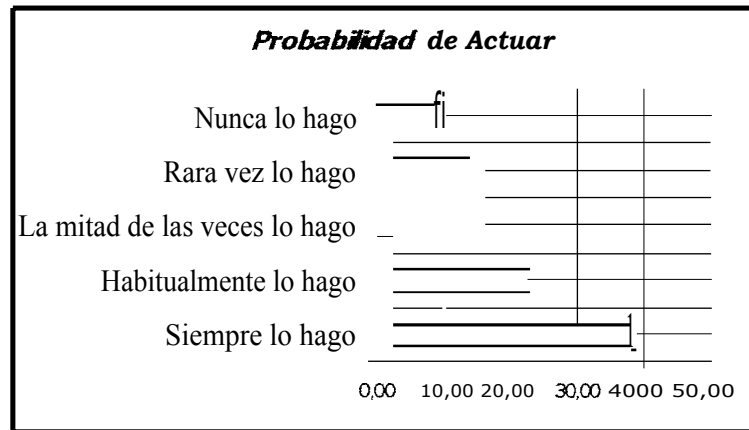 Probabilidad de Actuar
Nunca lo hago
Rara vez lo hago
La mitad de las veces lo hago
Habitualmente lo hago
Siempre lo hago
0,00 10,00 20,00 30,00 4000 50,00